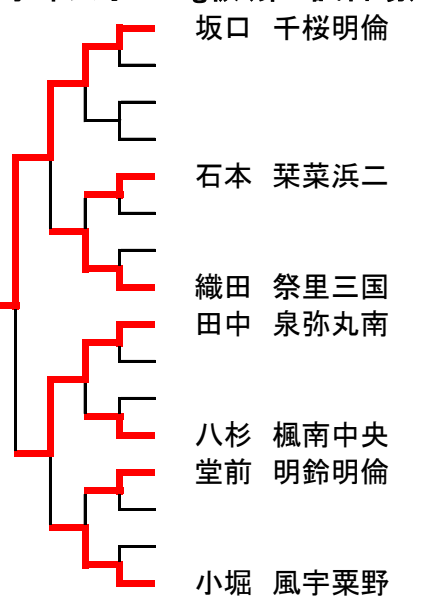 坂口 千桜明倫
石本 栞菜浜二
織田 祭里三国
田中 泉弥丸南
八杉 楓南中央
堂前 明鈴明倫
小堀 風宇粟野